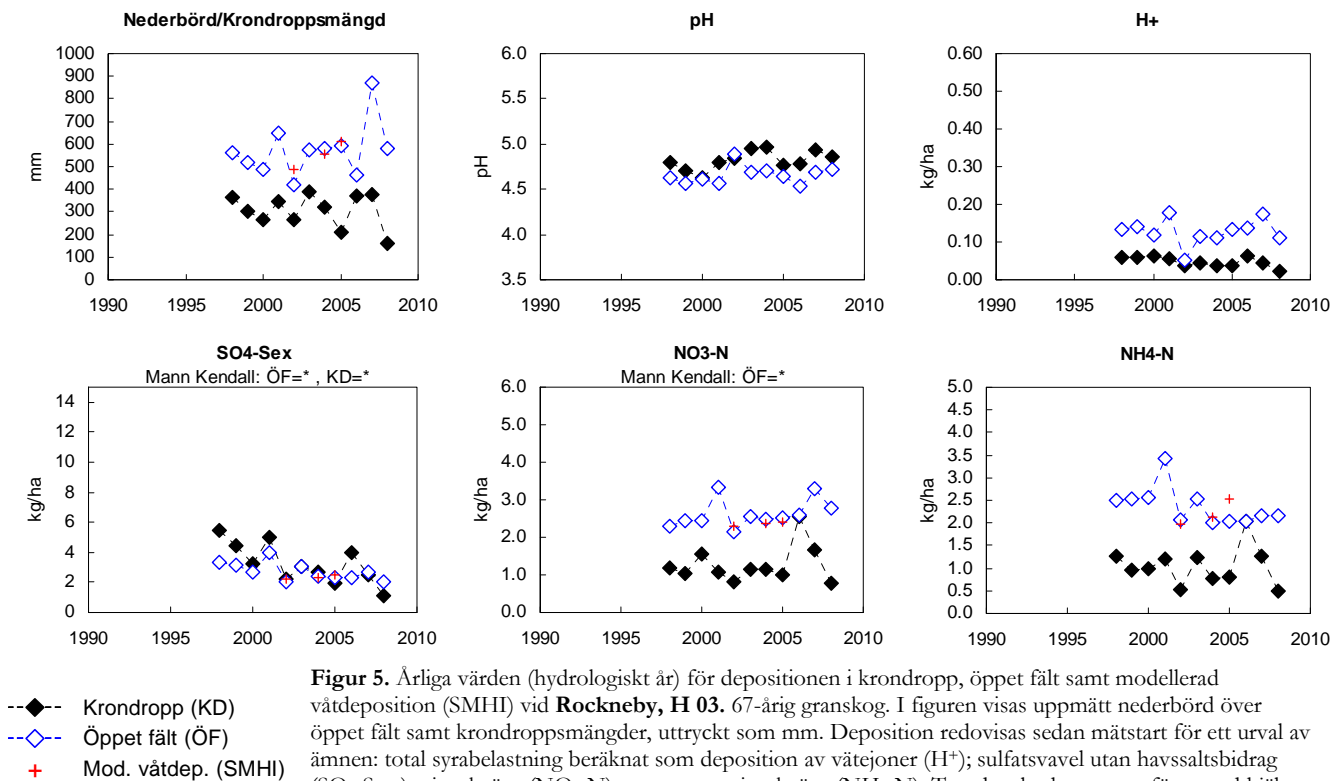 Nederbörd/Krondroppsmängd
mm
1000
900
800
700
600
500
400
300
200
100
0
1990 1995 2000 2005 2010
pH
pH
6.0
5.5
5.0
4.5
4.0
3.5
1990 1995 2000 2005 2010
H+
kg/ha
0.60
0.50
0.40
0.30
0.20
0.10
0.00
1990 1995 2000 2005 2010
SO4-Sex
Mann Kendall: ÖF=* , KD=*
kg/ha
14
12
10
8
6
4
2
0
1990 1995 2000 2005 2010
NO3-N
Mann Kendall: ÖF=*
kg/ha
6.0
5.0
4.0
3.0
2.0
1.0
0.0
1990 1995 2000 2005 2010
NH4-N
kg/ha
5.0
4.5
4.0
3.5
3.0
2.5
2.0
1.5
1.0
0.5
0.0
1990 1995 2000 2005 2010
Krondropp (KD)
Öppet fält (ÖF)
Mod. våtdep. (SMHI)
Figur 5. Årliga värden (hydrologiskt år) för depositionen i krondropp, öppet fält samt modellerad
våtdeposition (SMHI) vid Rockneby, H 03. 67-årig granskog. I figuren visas uppmätt nederbörd över
öppet fält samt krondroppsmängder, uttryckt som mm. Deposition redovisas sedan mätstart för ett urval av
ämnen: total syrabelastning beräknat som deposition av vätejoner (H+); sulfatsvavel utan havssaltsbidrag